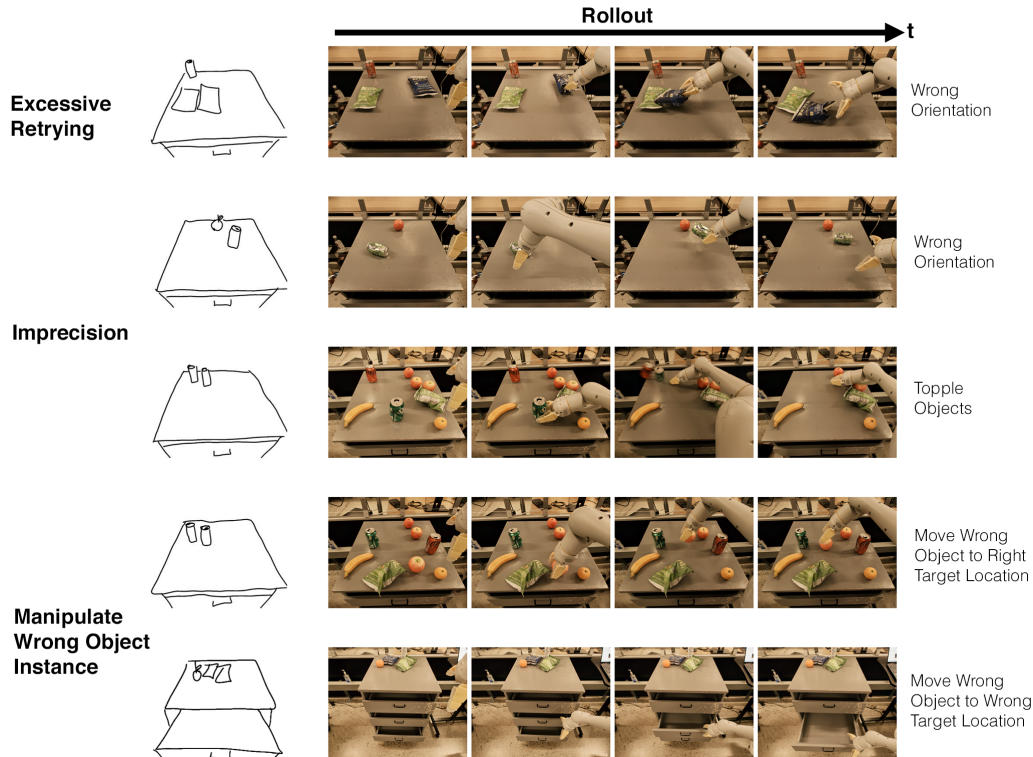 Rollout
t
Excessive
Retrying
Wrong
Orientation
Wrong
Orientation
Imprecision
Topple
Objects
Move Wrong
Object to Right
Target Location
Manipulate
Wrong Object
Instance
Move Wrong
Object to Wrong
Target Location